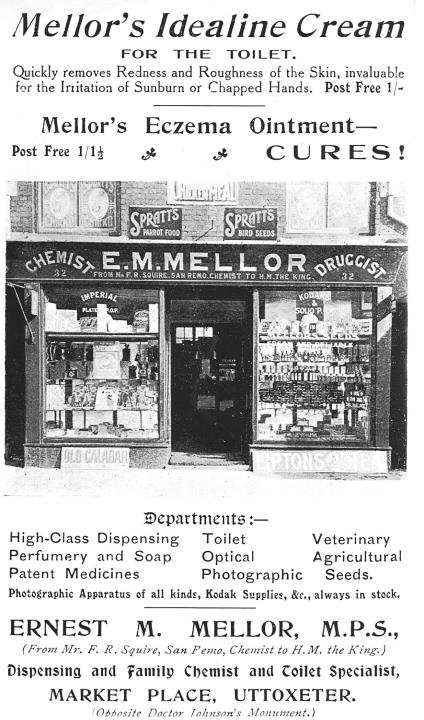 Mellor's Idealine Cream
FOR THE TOILET.
Quickly removes Redness and Roughness of the Skin, invaluable
for the Irritation of Sunburn or Chapped Hands. Post Free 1/-
Mellor's Eczema Ointment—
Post Free 1/1½ CURES!
CHICKEN MEAL
SPRATTS PARROT FOOD
SPRATTS BIRD SEEDS
CHEMIST E. M. MELLOR DRUGGIST
32 FROM Mr F. R. SQUIRE, SAN REMO, CHEMIST TO H.M. THE KING. 32
IMPERIAL
PLATES P.O.P.
KODAK
SOLIO P.
OLD CALABAR
Departments:—
High-Class Dispensing Toilet Veterinary
Perfumery and Soap Optical Agricultural
Patent Medicines Photographic Seeds.
Photographic Apparatus of all kinds, Kodak Supplies, &c., always in stock.
ERNEST M. MELLOR, M.P.S.,
(From Mr. F. R. Squire, San Pemo, Chemist to H.M. the King.)
Dispensing and Family Chemist and Toilet Specialist,
MARKET PLACE, UTTOXETER.
(Opposite Doctor Johnson's Monument.)